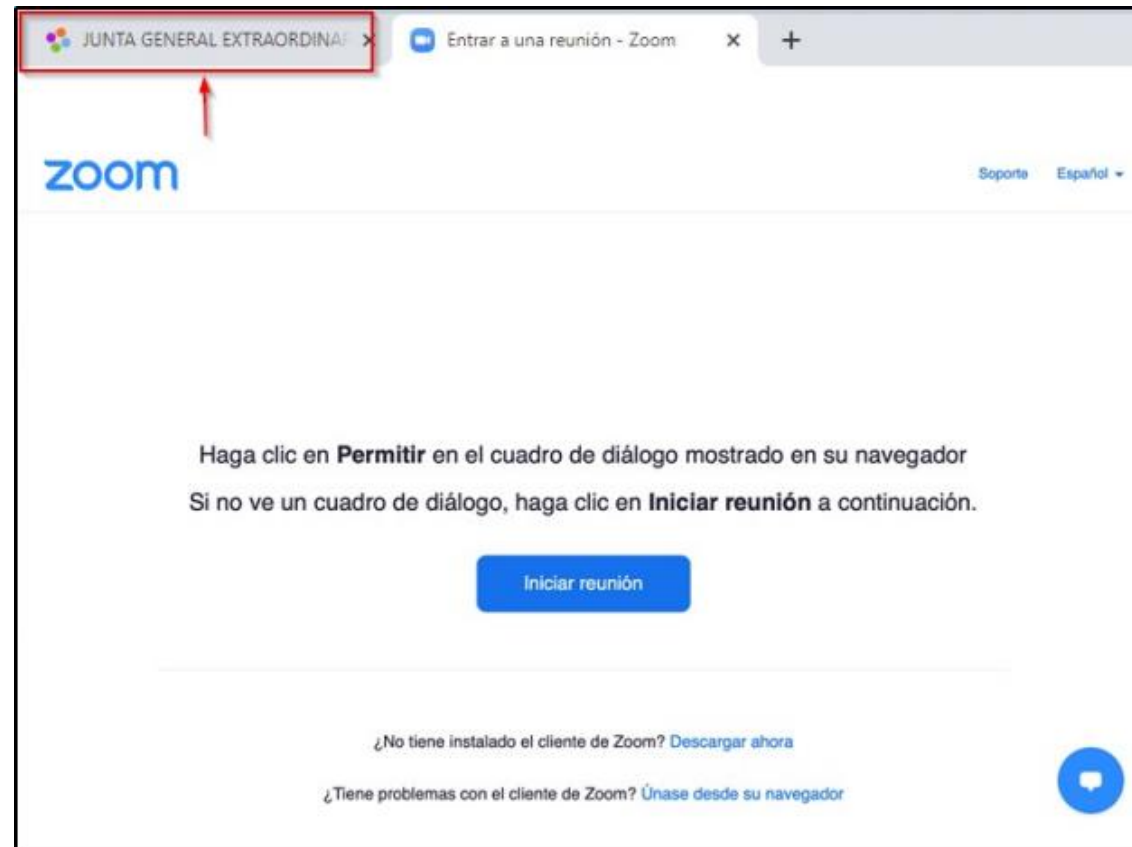 JUNTA GENERAL EXTRAORDINAR
Entrar a una reunión - Zoom
zoom
Soporte Español
Haga clic en Permitir en el cuadro de diálogo mostrado en su navegador
Si no ve un cuadro de diálogo, haga clic en Iniciar reunión a continuación.
Iniciar reunión
¿No tiene instalado el cliente de Zoom? Descargar ahora
¿Tiene problemas con el cliente de Zoom? Únase desde su navegador